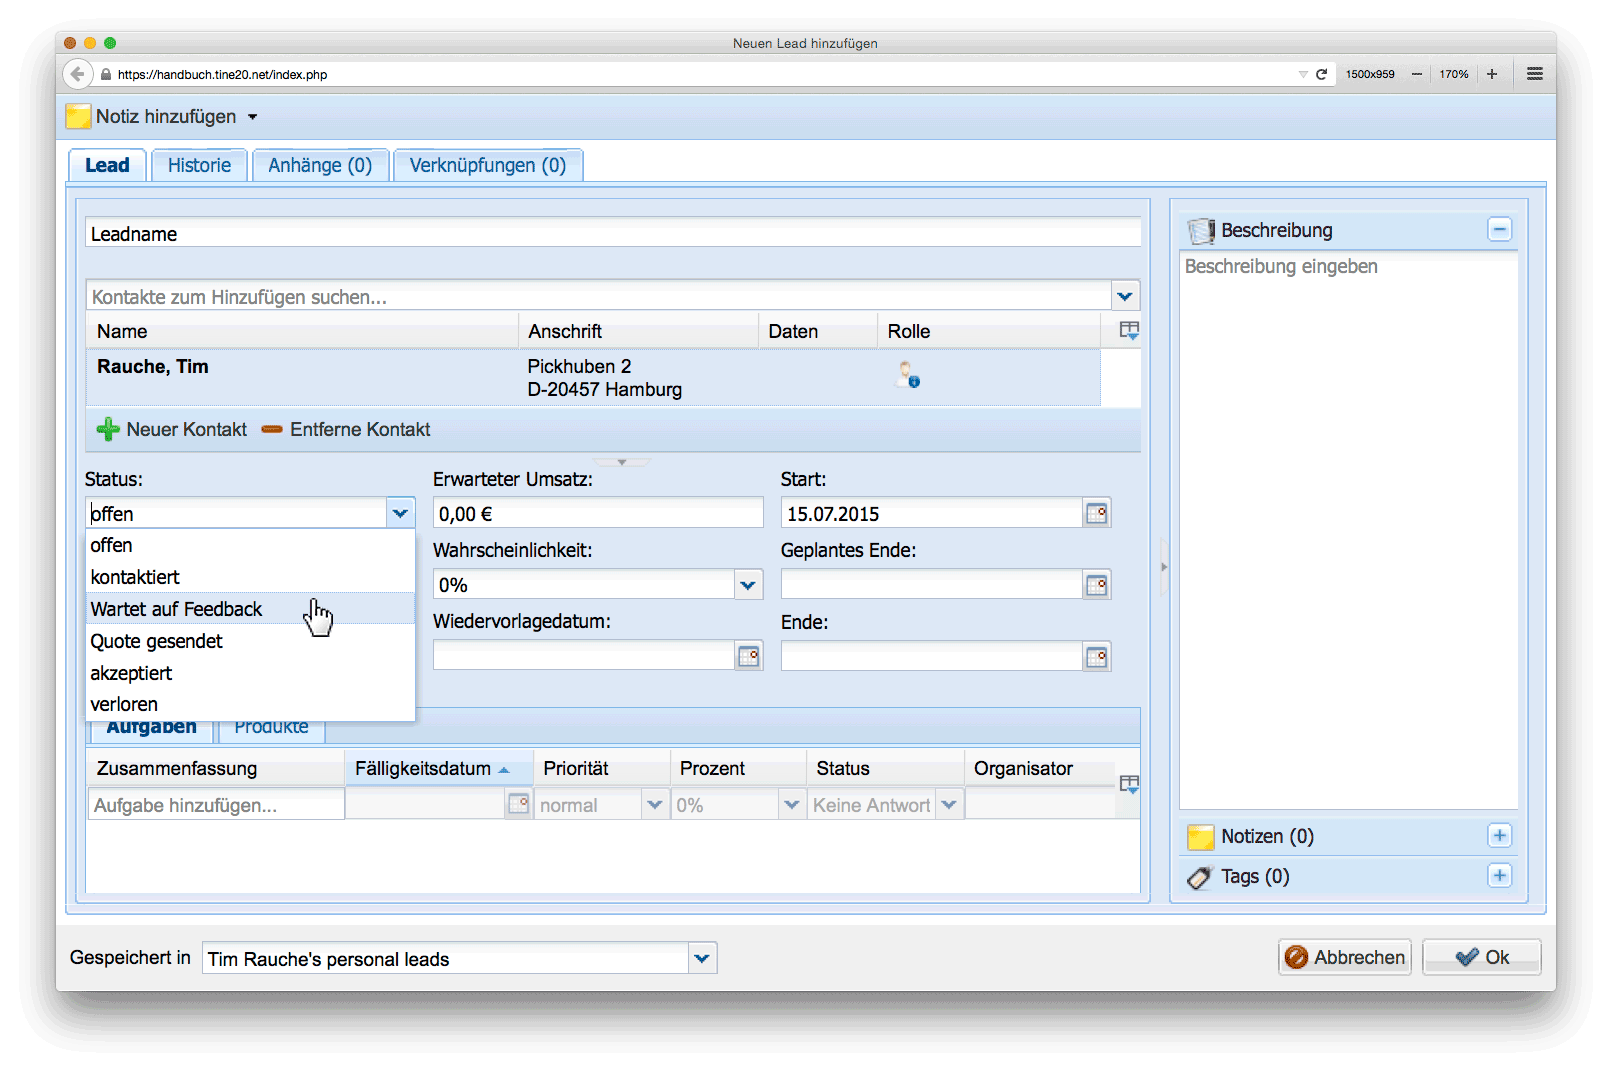 Neuen Lead hinzufügen
https://handbuch.tine20.net/index.php
1500x959
170%
Notiz hinzufügen
Lead
Historie
Anhänge (0)
Verknüpfungen (0)
Leadname
Kontakte zum Hinzufügen suchen...
Name
Anschrift
Daten
Rolle
Rauche, Tim
Pickhuben 2
D-20457 Hamburg
Neuer Kontakt
Entferne Kontakt
Status:
offen
offen
kontaktiert
Wartet auf Feedback
Quote gesendet
akzeptiert
verloren
Erwarteter Umsatz:
0,00 €
Wahrscheinlichkeit:
0%
Wiedervorlagedatum:
Start:
15.07.2015
Geplantes Ende:
Ende:
Aufgaben
Produkte
Zusammenfassung
Fälligkeitsdatum
Priorität
Prozent
Status
Organisator
Aufgabe hinzufügen...
normal
0%
Keine Antwort
Beschreibung
Beschreibung eingeben
Notizen (0)
Tags (0)
Gespeichert in
Tim Rauche's personal leads
Abbrechen
Ok